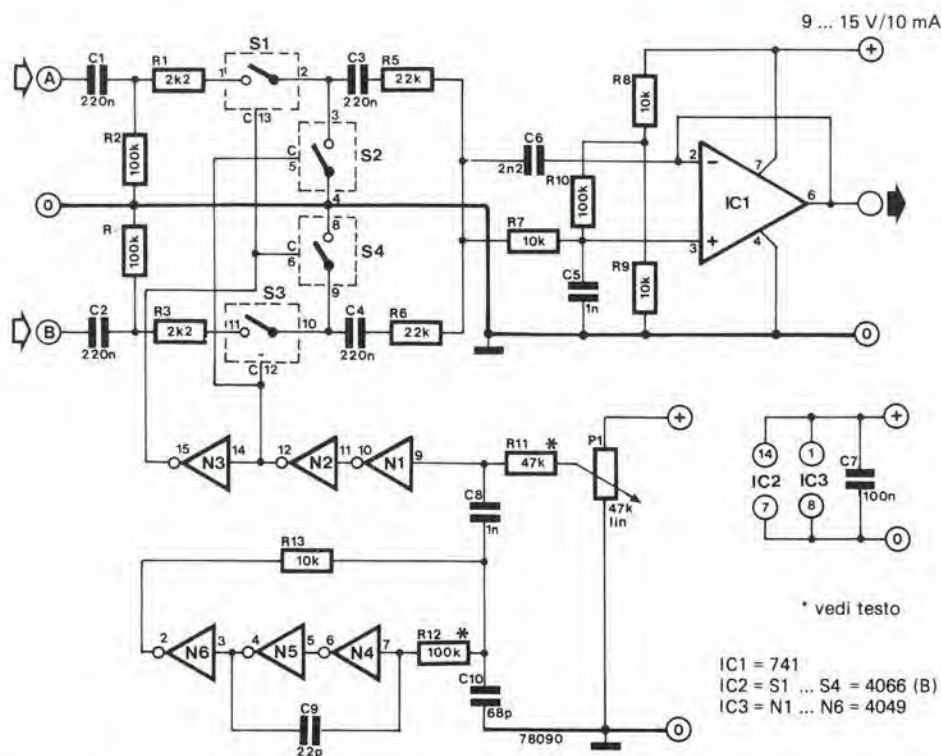 9 ... 15 V/10 mA
S1
C1
R1
C3
R5
R8
A
2k2
1
2
22k
10k
220n
C 13
220n
R2
100k
3
C
5
S2
C6
2n2
R10
100k
2
7
6
IC1
0
4
8
R
100k
C
6
S4
R7
10k
3
4
R9
10k
9
C5
1n
C2
R3
S3
C4
R6
B
2k2
11
10
22k
220n
C 12
220n
0
15
N3
14
12
N2
11
10
N1
9
R11
*
47k
P1
47k
lin
C8
1n
14
1
IC2
IC3
7
8
C7
100n
0
R13
10k
2
N6
3
4
N5
5
6
N4
7
R12
*
100k
C10
68p
C9
22p
78090
0
* vedi testo
IC1 = 741
IC2 = S1 ... S4 = 4066 (B)
IC3 = N1 ... N6 = 4049